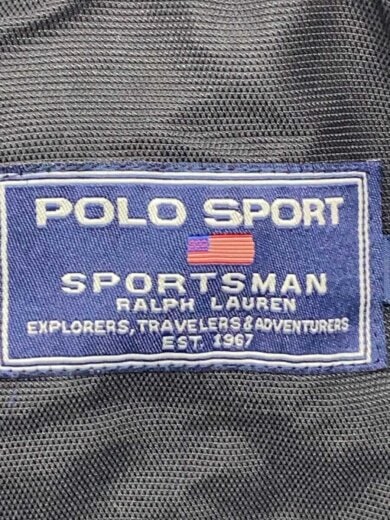 POLO SPORT
SPORTSMAN
RALPH LAUREN
EXPLORERS, TRAVELERS & ADVENTURERS
EST. 1967